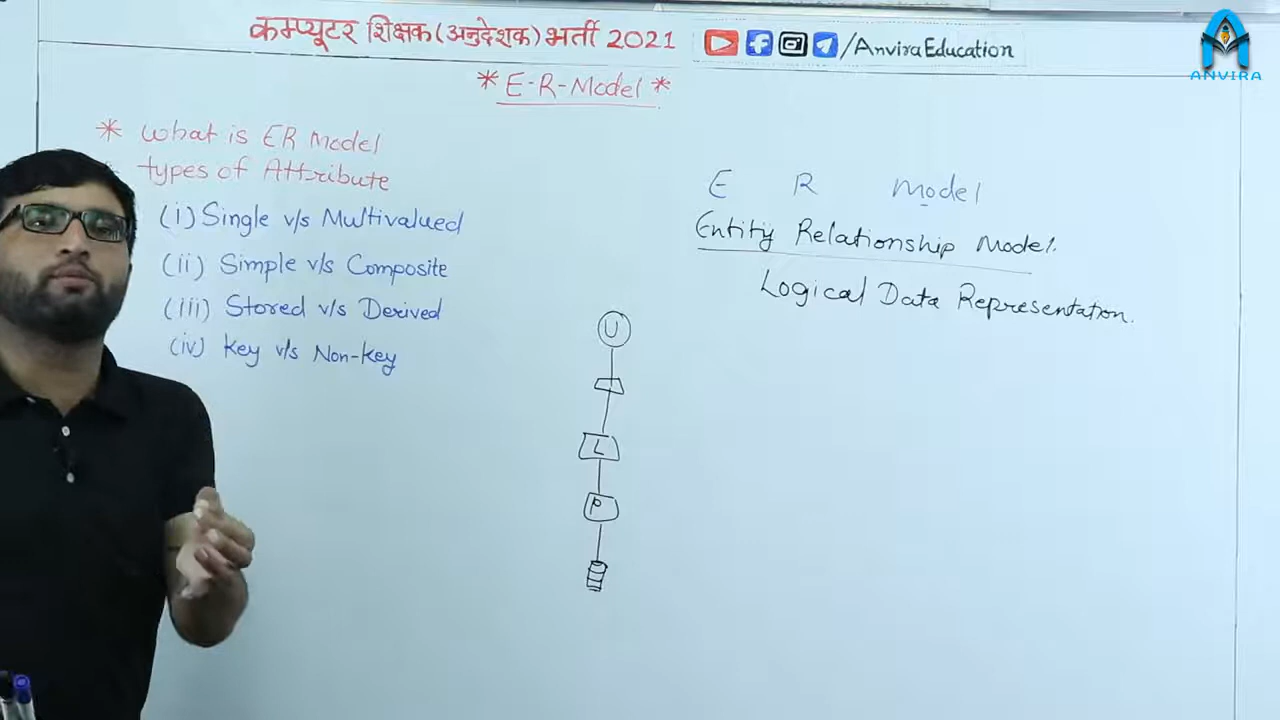 कम्प्यूटर शिक्षक (अनुदेशक) भर्ती 2021
/AnviraEducation
ANVIRA
* E-R-Model *
* What is ER Model
types of Attribute
(i) Single v/s Multivalued
(ii) Simple v/s Composite
(iii) Stored v/s Derived
(iv) Key v/s Non-Key
E R Model
Entity Relationship Model.
Logical Data Representation.
U
L
P